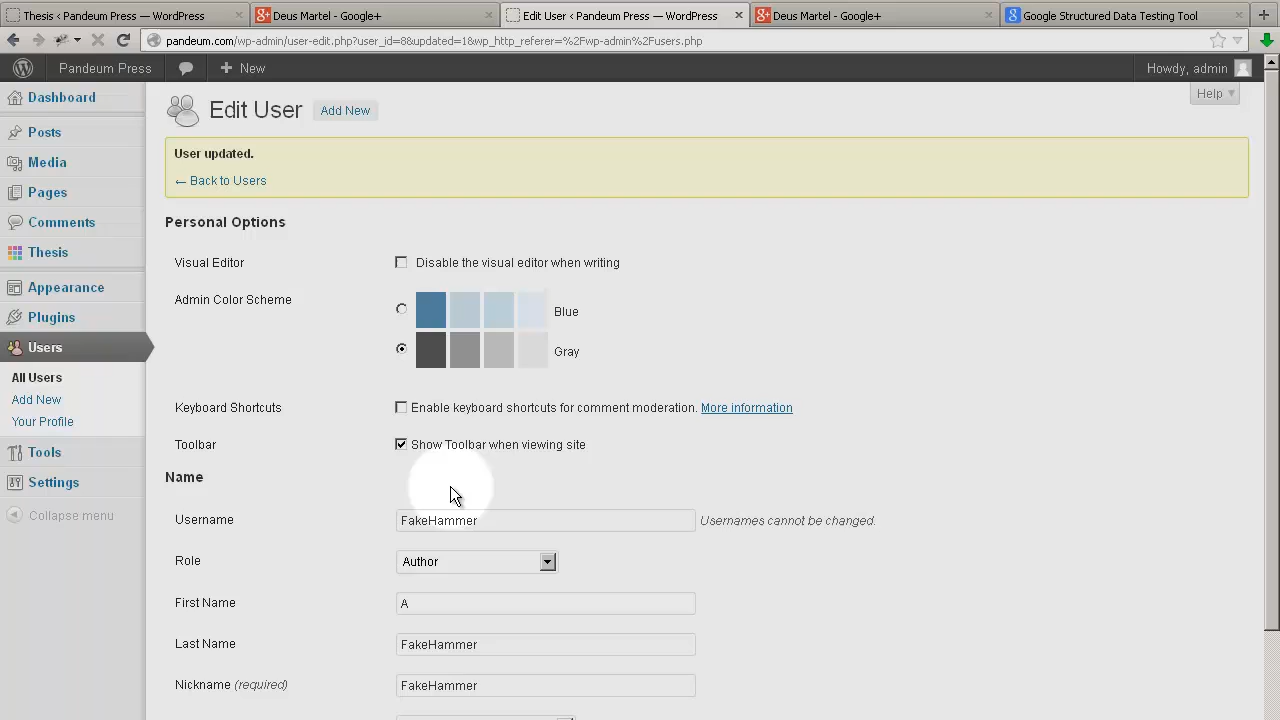 Thesis ‹ Pandeum Press — WordPress
Deus Martel - Google+
Edit User ‹ Pandeum Press — WordPress
Deus Martel - Google+
Google Structured Data Testing Tool
pandeum.com/wp-admin/user-edit.php?user_id=8&updated=1&wp_http_referer=%2Fwp-admin%2Fusers.php
Pandeum Press
New
Howdy, admin
Dashboard
Posts
Media
Pages
Comments
Thesis
Appearance
Plugins
Users
All Users
Add New
Your Profile
Tools
Settings
Collapse menu
Edit User Add New
Help
User updated.
← Back to Users
Personal Options
Visual Editor Disable the visual editor when writing
Admin Color Scheme
Blue
Gray
Keyboard Shortcuts Enable keyboard shortcuts for comment moderation. More information
Toolbar Show Toolbar when viewing site
Name
Username FakeHammer Usernames cannot be changed.
Role Author
First Name A
Last Name FakeHammer
Nickname (required) FakeHammer